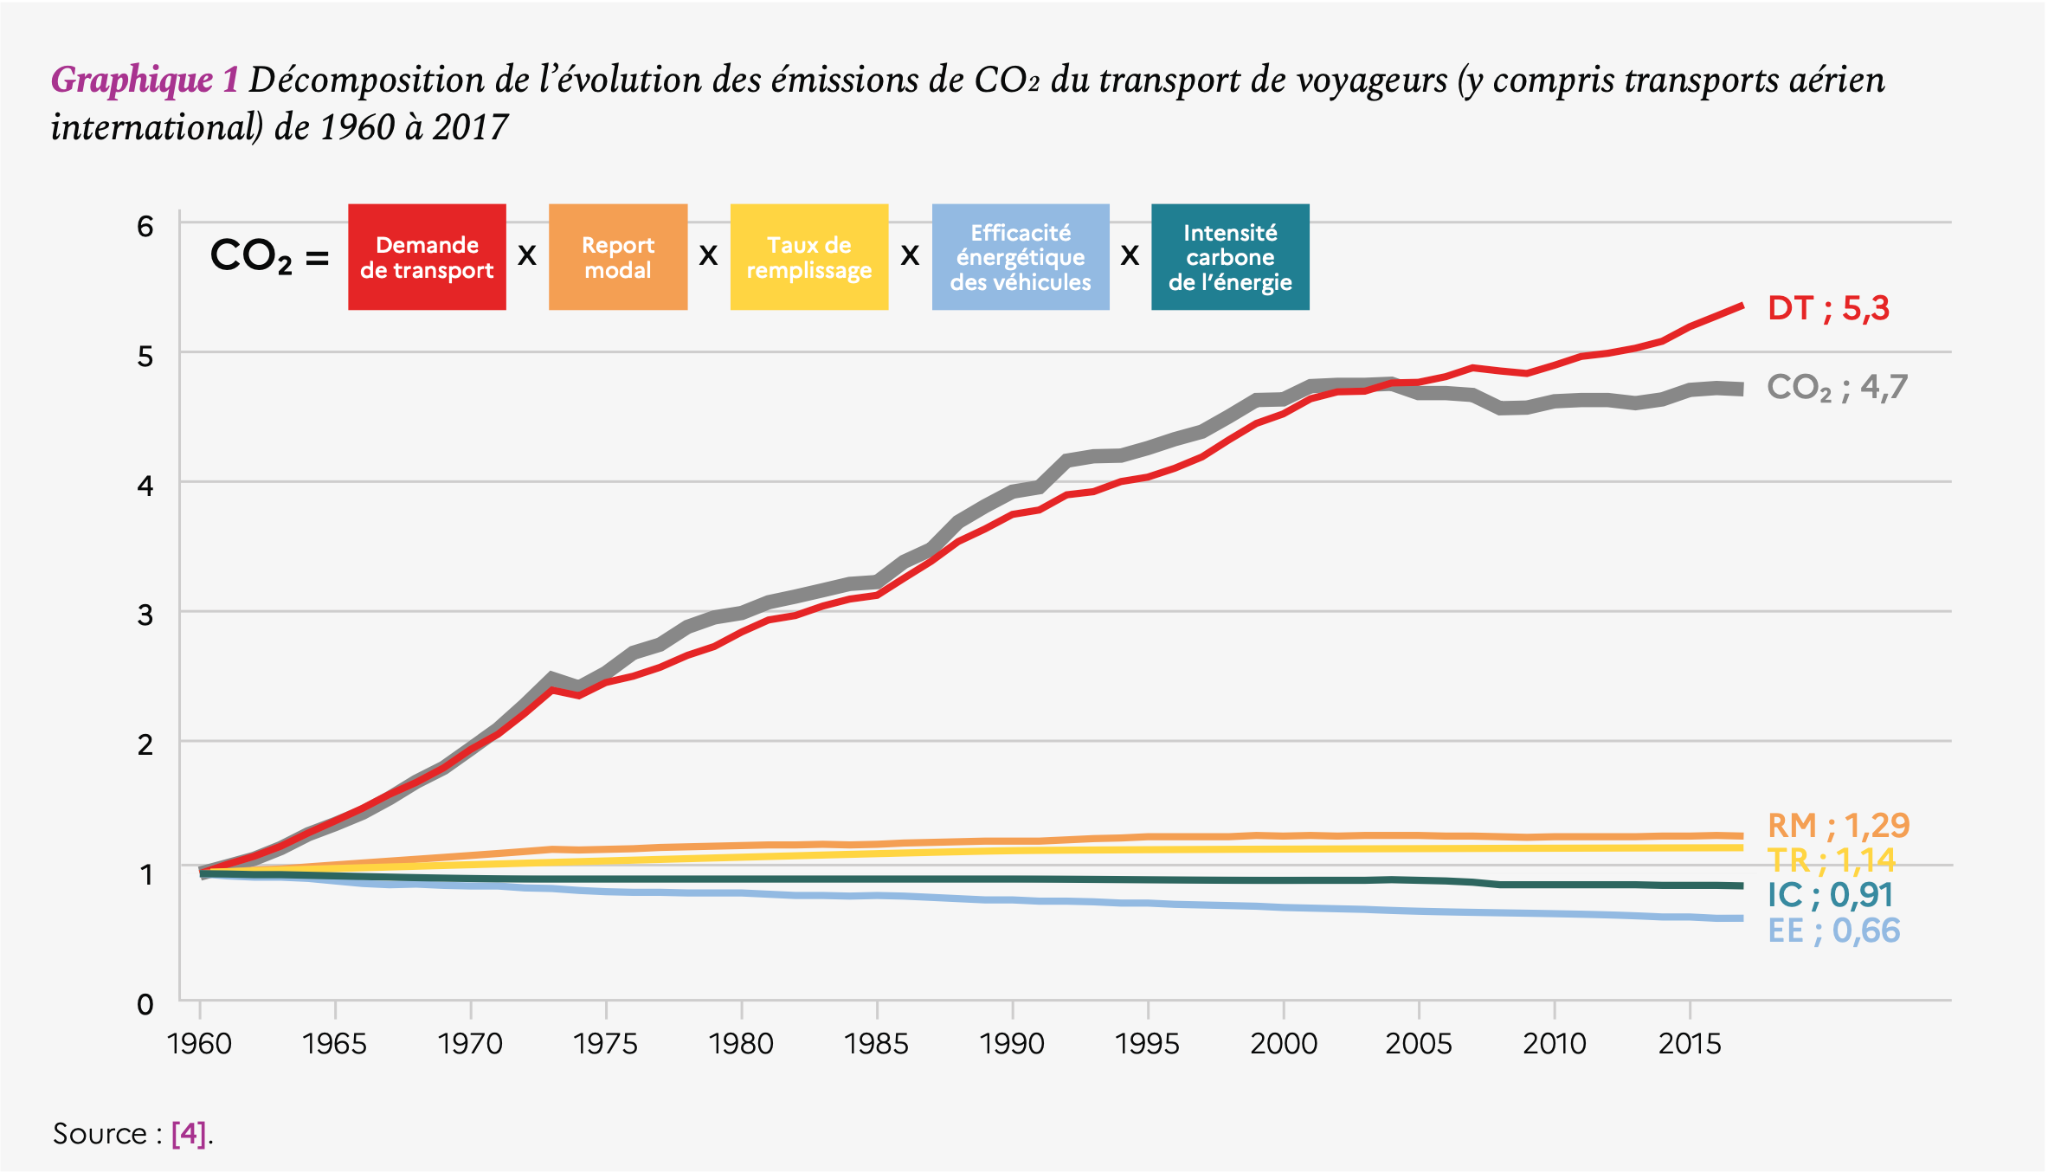 Graphique 1 Décomposition de l’évolution des émissions de CO₂ du transport de voyageurs (y compris transports aérien
international) de 1960 à 2017
CO₂ = Demande de transport x Report modal x Taux de remplissage x Efficacité énergétique des véhicules x Intensité carbone de l’énergie
6
5
4
3
2
1
0
DT ; 5,3
CO₂ ; 4,7
RM ; 1,29
TR ; 1,14
IC ; 0,91
EE ; 0,66
1960 1965 1970 1975 1980 1985 1990 1995 2000 2005 2010 2015
Source : [4].